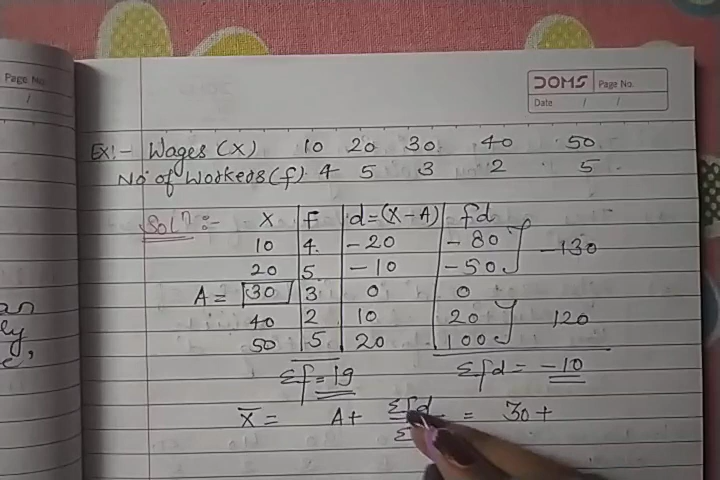 Page No.
/
DOMS Page No.
Date / /
Ex:- Wages (x) 10 20 30 40 50
No of Workers (f) 4 5 3 2 5
Solⁿ :- X f d=(X-A) fd
10 4 -20 -80
20 5 -10 -50 -130
A = 30 3 0 0
40 2 10 20
50 5 20 100 120
Σf = 19 Σfd = -10
X̄ = A + Σfd / Σ = 30 +